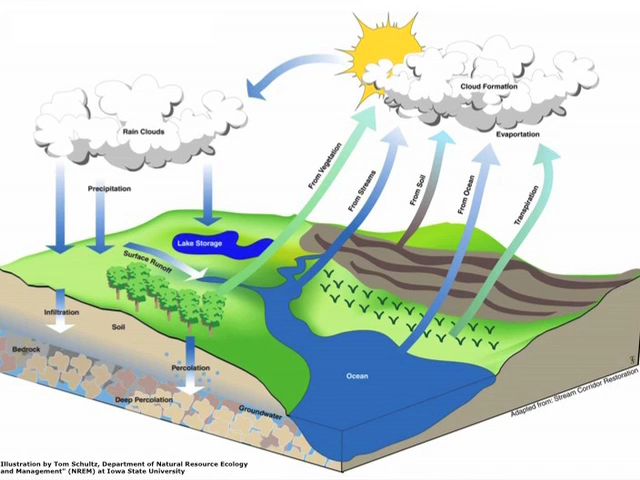 Cloud Formation
Rain Clouds
Evaportation
Precipitation
From Vegetation
From Streams
From Soil
From Ocean
Transpiration
Lake Storage
Surface Runoff
Infiltration
Soil
Bedrock
Percolation
Ocean
Deep Percolation
Groundwater
Adapted from: Stream Corridor Restoration
Illustration by Tom Schultz, Department of Natural Resource Ecology
and Management" (NREM) at Iowa State University